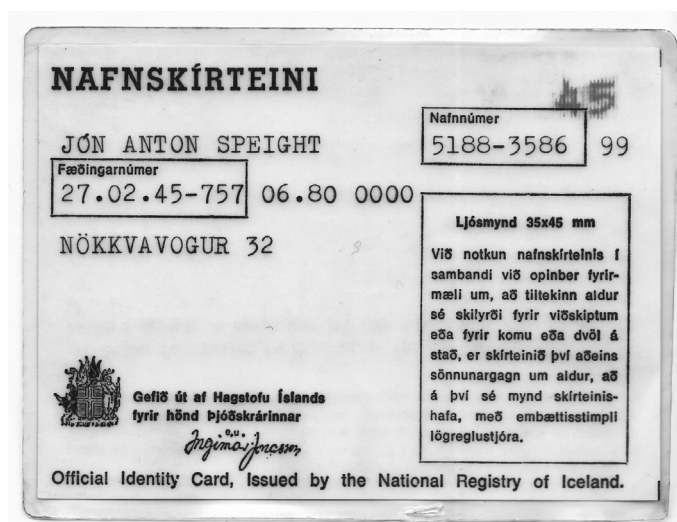 NAFNSKÍRTEINI
45
Nafnnúmer
JÓN ANTON SPEIGHT
5188-3586 99
Fæðingarnúmer
27.02.45-757 06.80 0000
NÖKKVAVOGUR 32
Ljósmynd 35x45 mm
Við notkun nafnskírteinis í
sambandi við opinber fyrir-
mæli um, að tiltekinn aldur
sé skilyrði fyrir viðskiptum
eða fyrir komu eða dvöl á
stað, er skírteinið því aðeins
sönnunargagn um aldur, að
á því sé mynd skírteinis-
hafa, með embættisstimpli
lögreglustjóra.
Gefið út af Hagstofu Íslands
fyrir hönd Þjóðskrárinnar
e.u.
Official Identity Card, Issued by the National Registry of Iceland.